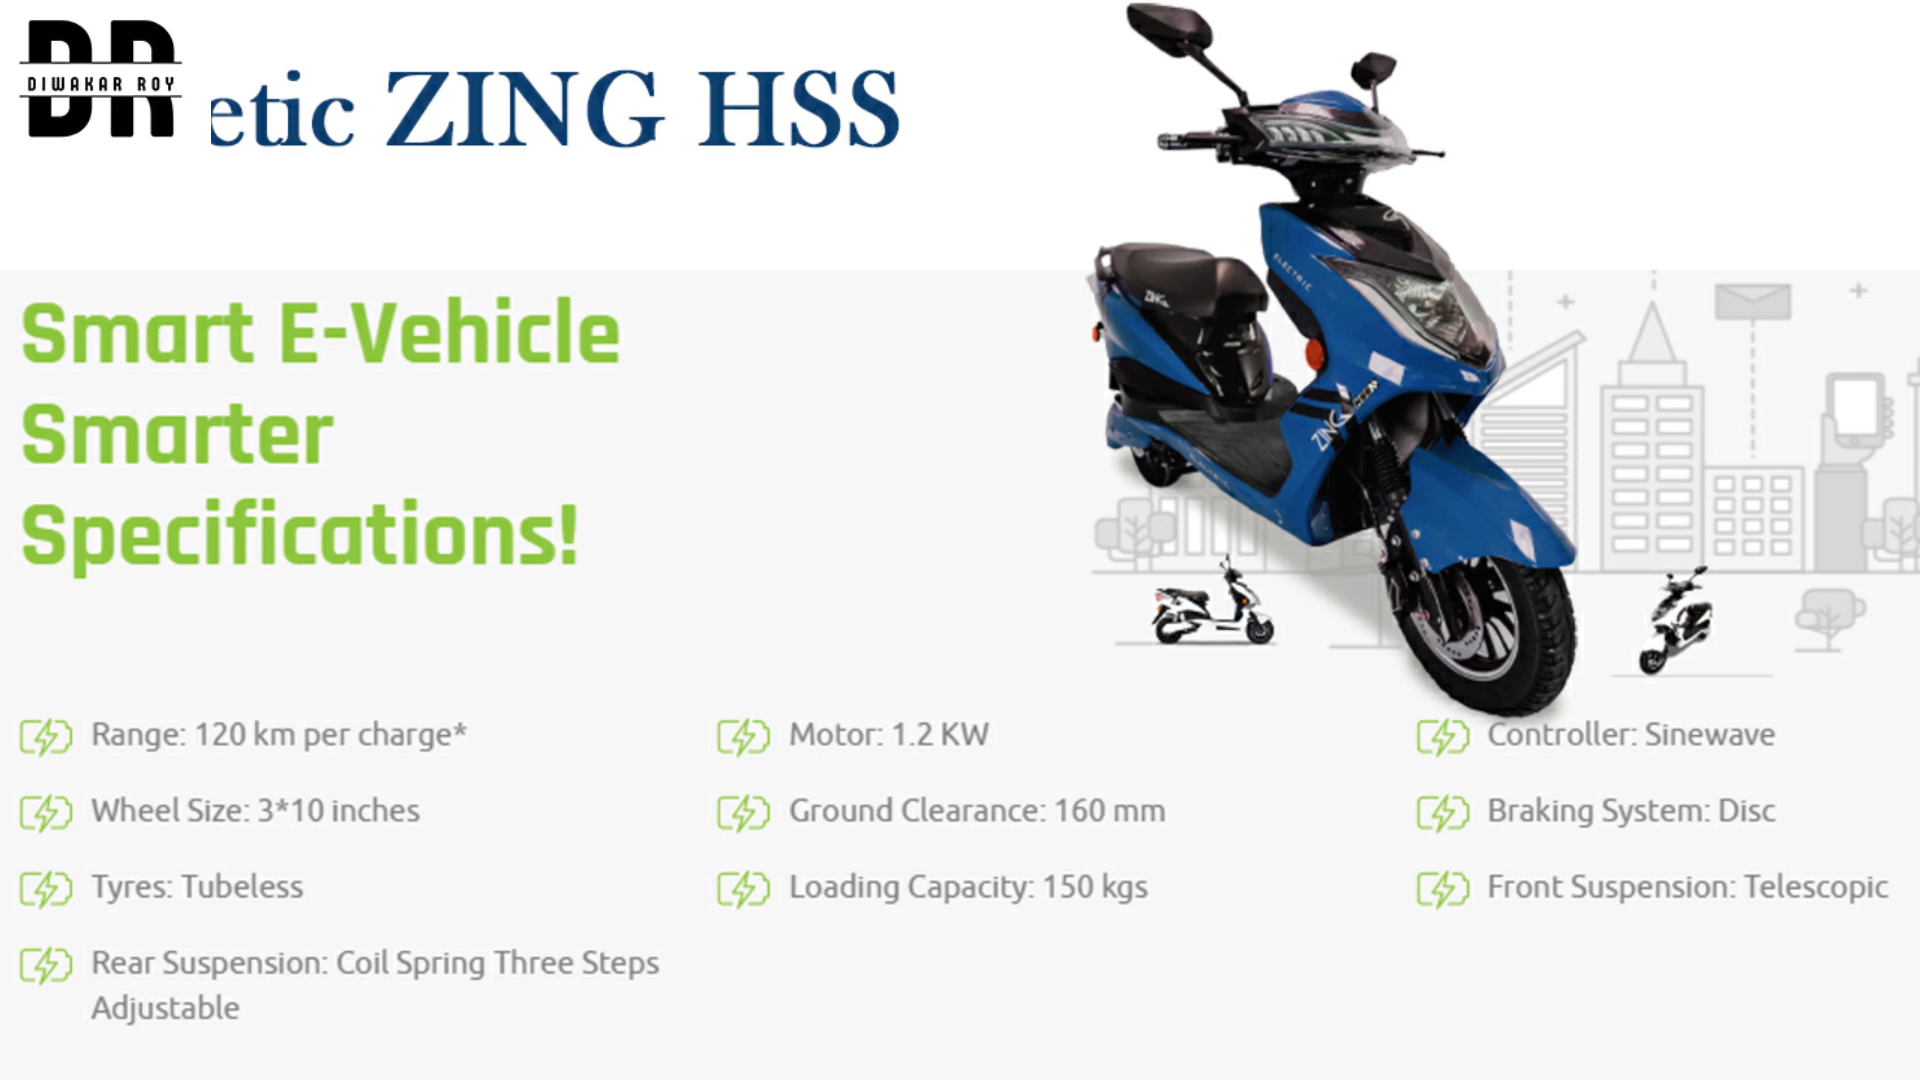 DR
DIWAKAR ROY
etic ZING HSS
Smart E-Vehicle
Smarter
Specifications!
ELECTRIC
ZING
ZING HSS
Range: 120 km per charge*
Motor: 1.2 KW
Controller: Sinewave
Wheel Size: 3*10 inches
Ground Clearance: 160 mm
Braking System: Disc
Tyres: Tubeless
Loading Capacity: 150 kgs
Front Suspension: Telescopic
Rear Suspension: Coil Spring Three Steps
Adjustable